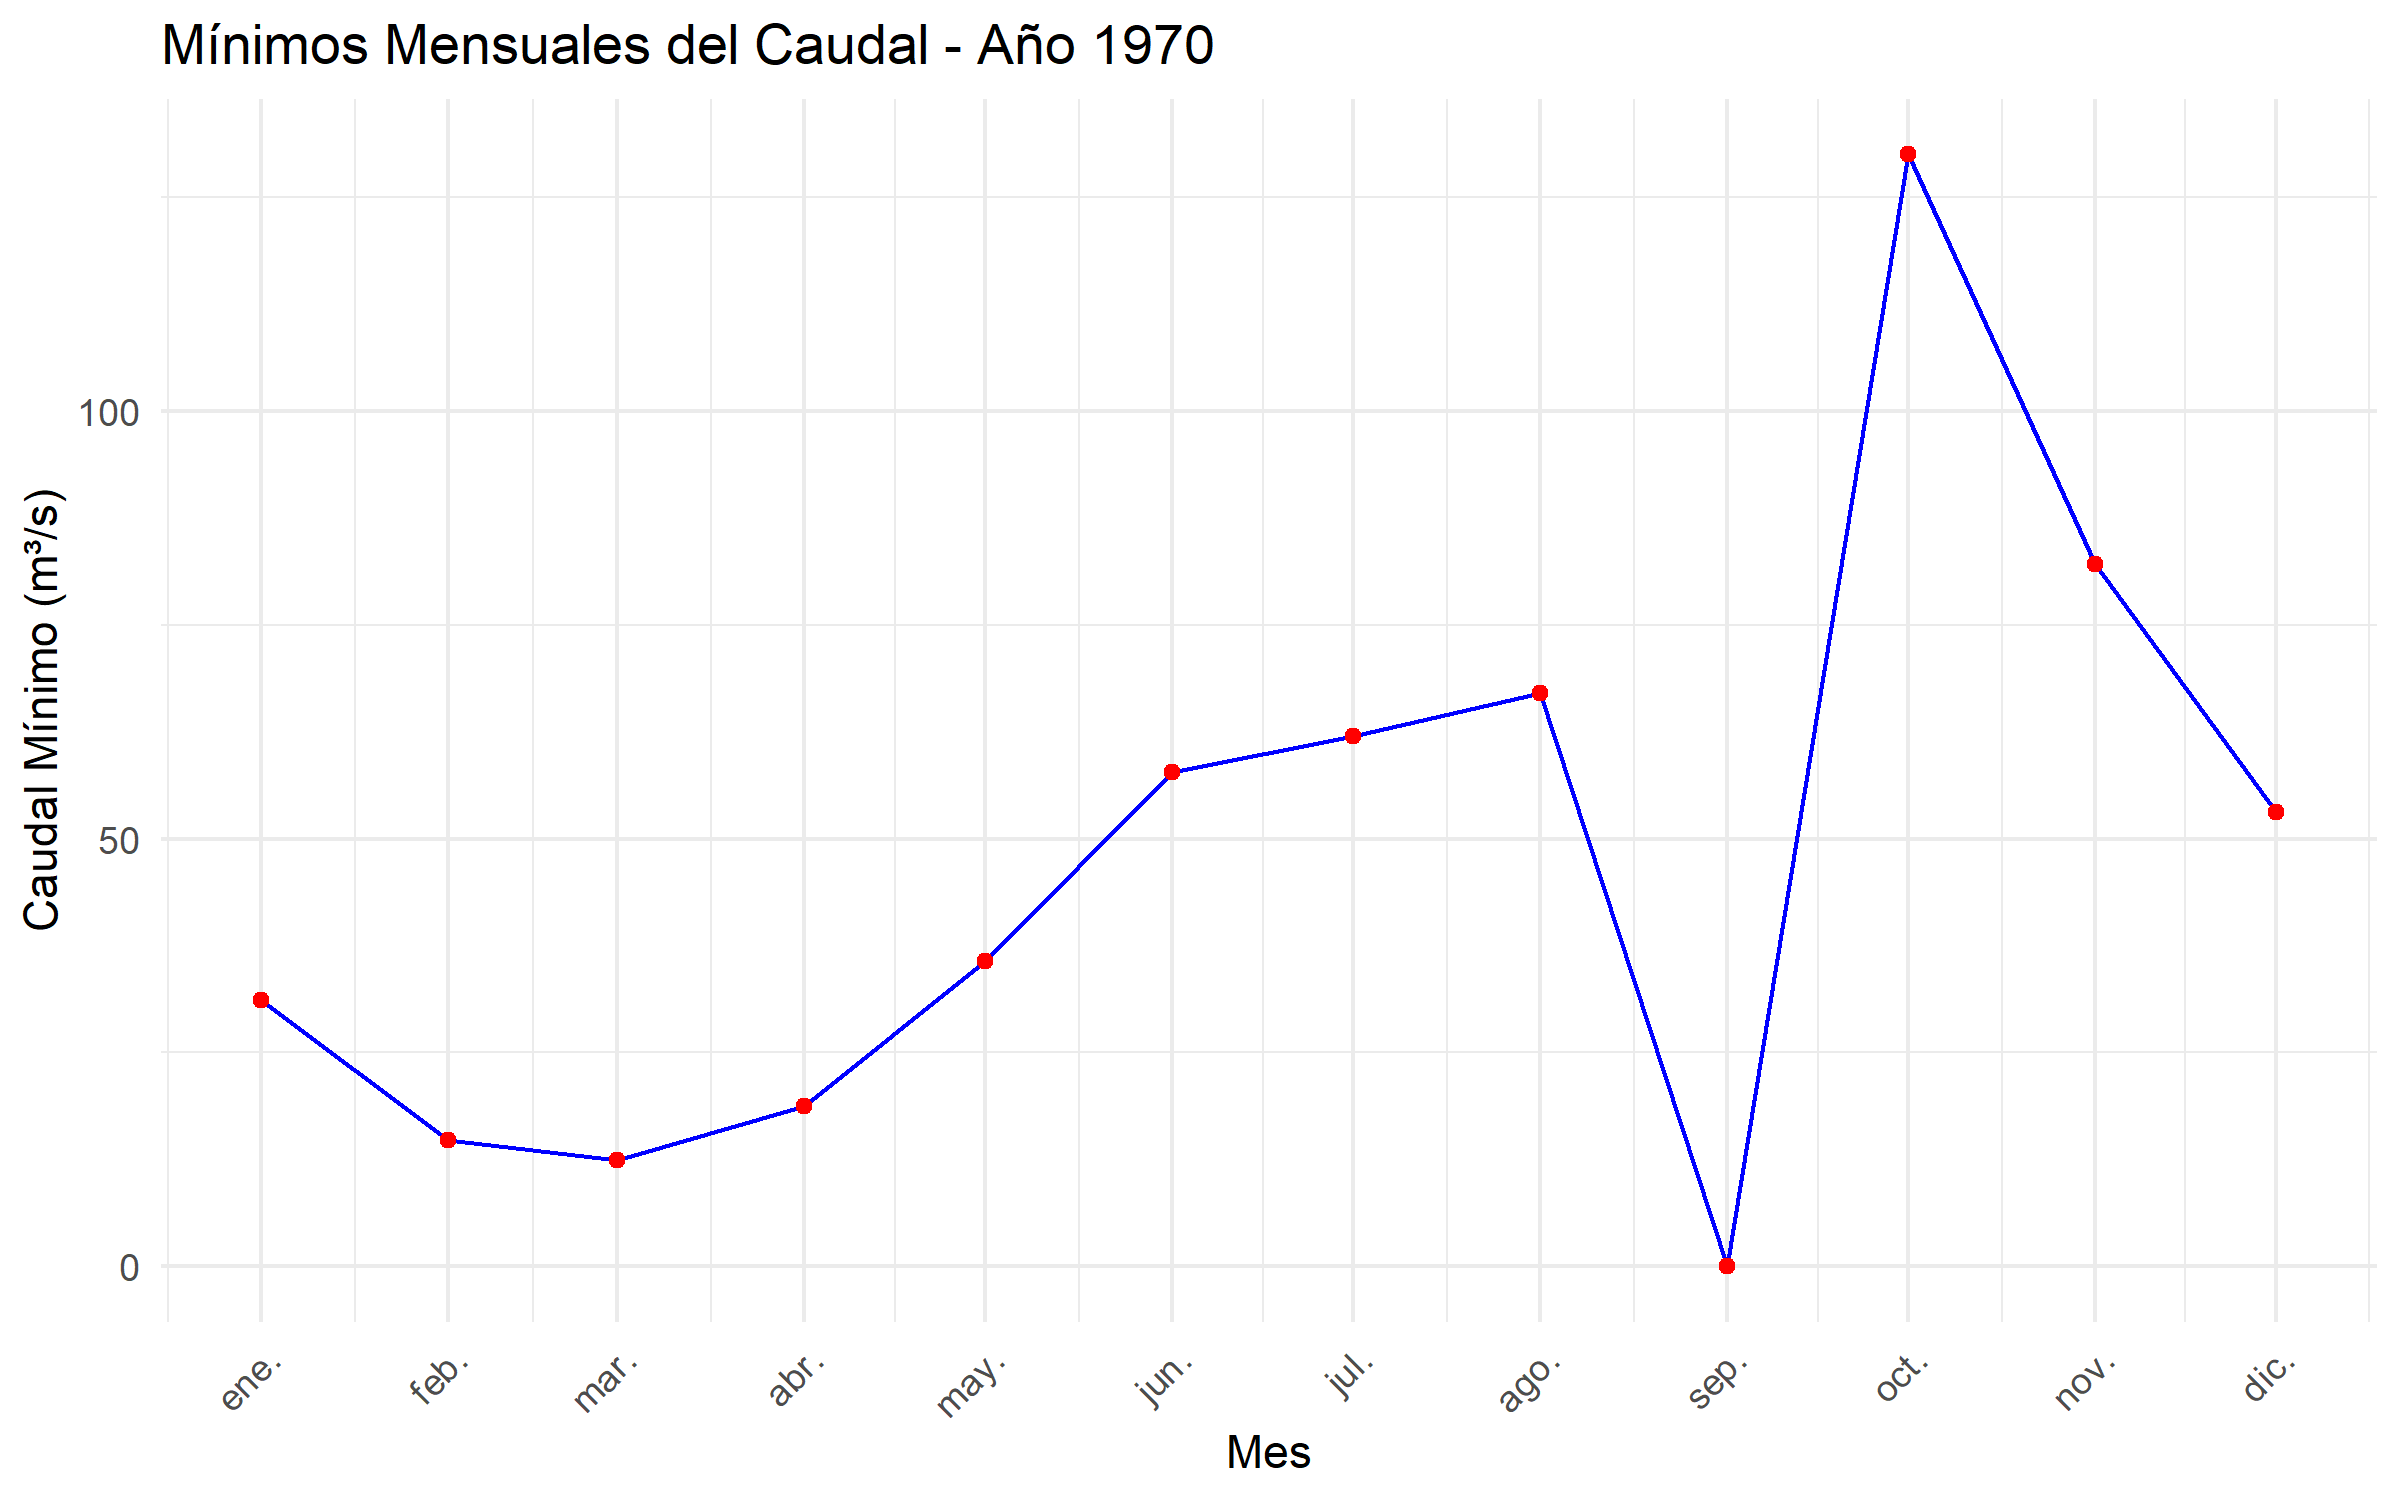 Mínimos Mensuales del Caudal - Año 1970
Caudal Mínimo (m³/s)
100
50
0
ene.
feb.
mar.
abr.
may.
jun.
jul.
ago.
sep.
oct.
nov.
dic.
Mes